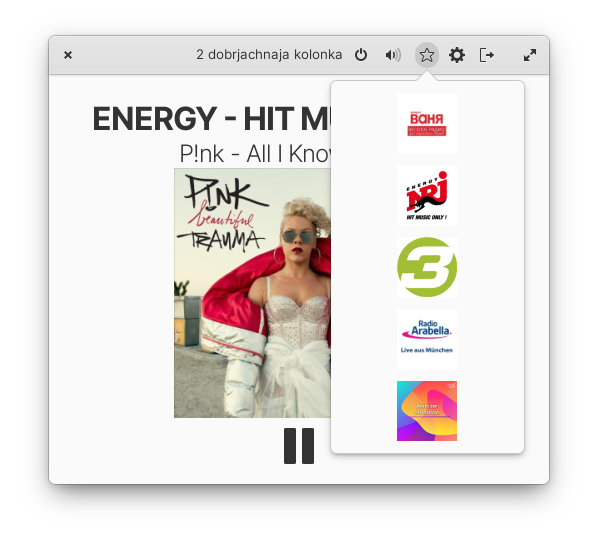 2 dobrjachnaja kolonka
ENERGY - HIT MU
P!nk - All I Know
P!NK
beautiful
TRAUMA
ВАНЯ
ENERGY
NRJ
HIT MUSIC ONLY !
3
Radio
Arabella
Live aus München